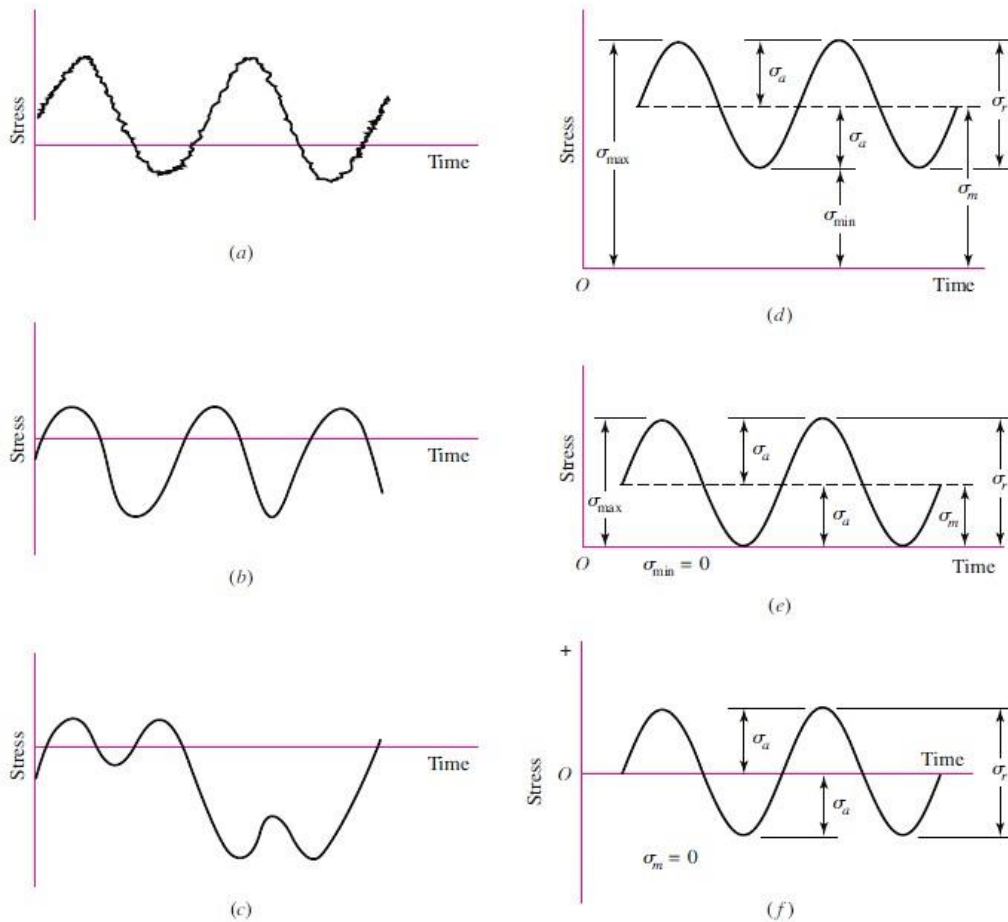 Stress
Time
(a)
Stress
Time
(b)
Stress
Time
(c)
Stress
σmax
σa
σa
σr
σmin
σm
O
Time
(d)
Stress
σmax
σa
σa
σm
σr
O
σmin = 0
Time
(e)
+
Stress
O
σa
Time
σr
σa
σm = 0
(f)